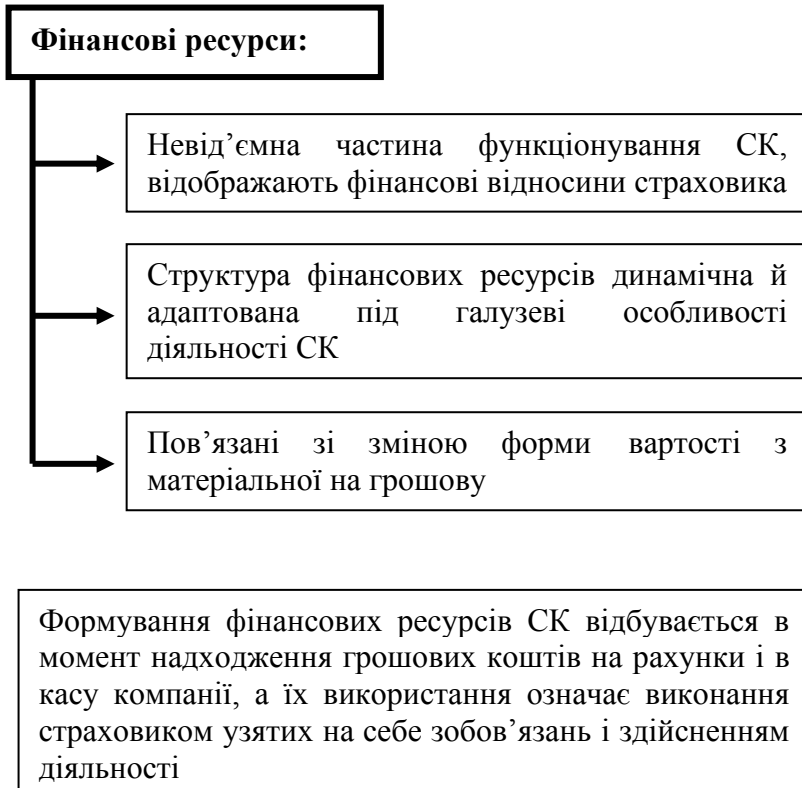 Фінансові ресурси:
Невід’ємна частина функціонування СК,
відображають фінансові відносини страховика
Структура фінансових ресурсів динамічна й
адаптована під галузеві особливості
діяльності СК
Пов’язані зі зміною форми вартості з
матеріальної на грошову
Формування фінансових ресурсів СК відбувається в
момент надходження грошових коштів на рахунки і в
касу компанії, а їх використання означає виконання
страховиком узятих на себе зобов’язань і здійсненням
діяльності